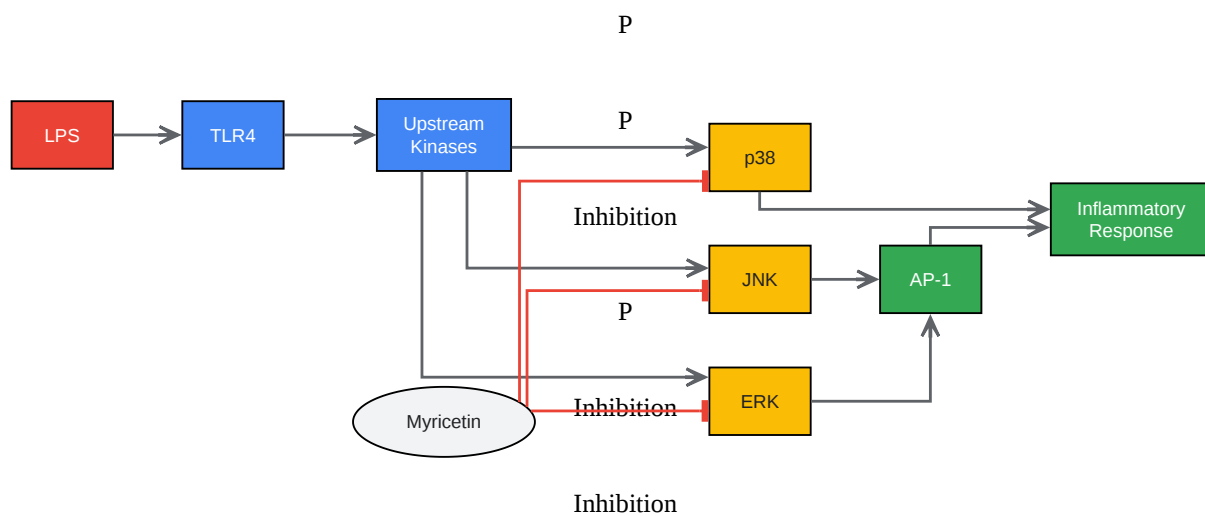 P
LPS
TLR4
Upstream
Kinases
P
p38
Inhibition
Inflammatory
Response
JNK
AP-1
P
Myricetin
Inhibition
ERK
Inhibition